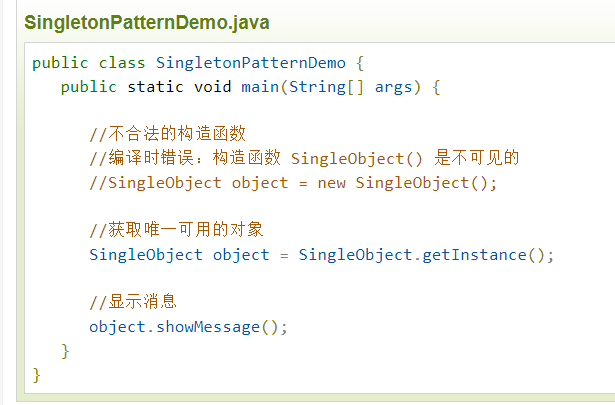 SingletonPatternDemo.java
public class SingletonPatternDemo {
public static void main(String[] args) {
//不合法的构造函数
//编译时错误：构造函数 SingleObject() 是不可见的
//SingleObject object = new SingleObject();
//获取唯一可用的对象
SingleObject object = SingleObject.getInstance();
//显示消息
object.showMessage();
}
}